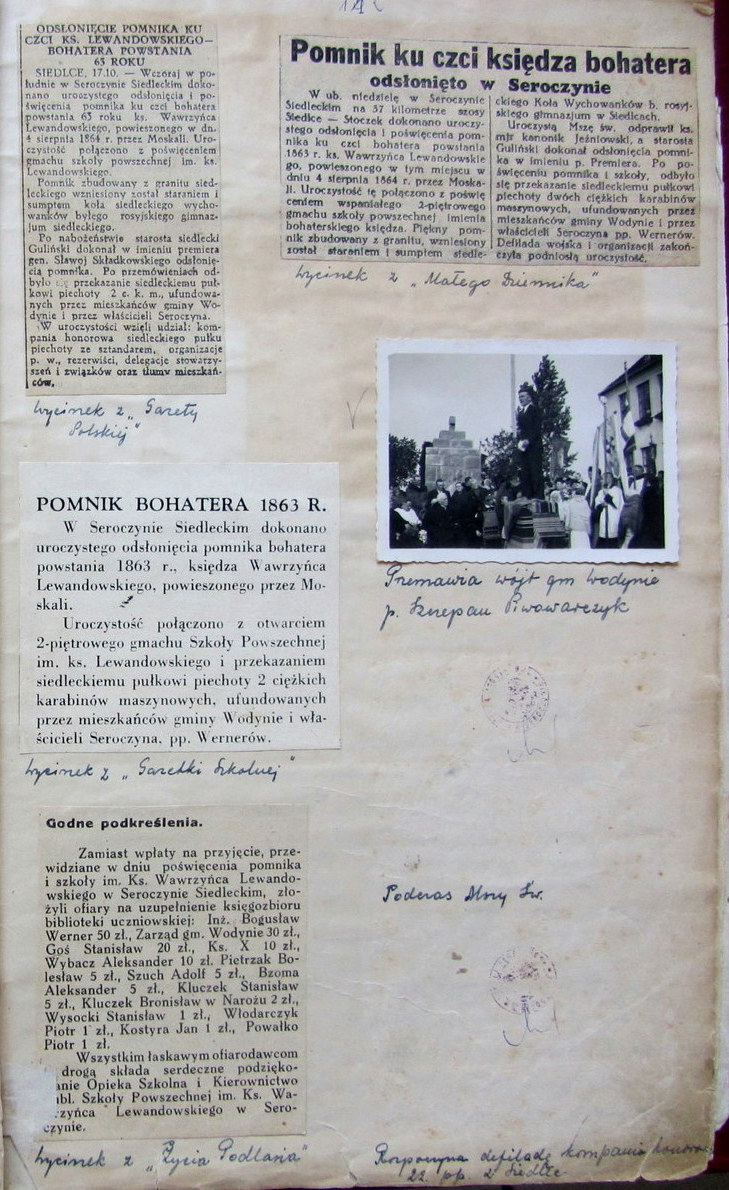 ODSŁONIĘCIE POMNIKA KU
CZCI KS. LEWANDOWSKIEGO—
BOHATERA POWSTANIA
63 ROKU
SIEDLCE, 17.10. — Wczoraj w po-
łudnie w Seroczynie Siedleckim doko-
nano uroczystego odsłonięcia i po-
święcenia pomnika ku czci bohatera
powstania 63 roku ks. Wawrzyńca
Lewandowskiego, powieszonego w dn.
4 sierpnia 1864 r. przez Moskali. Uro-
czystość połączono z poświęceniem
gmachu szkoły powszechnej im. ks.
Lewandowskiego.
Pomnik zbudowany z granitu sied-
leckiego wzniesiony został staraniem i
sumptem koła siedleckiego wycho-
wanków byłego rosyjskiego gimnaz-
jum siedleckiego.
Po nabożeństwie starosta siedlecki
Guliński dokonał w imieniu premiera
gen. Sławoj Składkowskiego odsłonię-
cia pomnika. Po przemówieniach od-
było się przekazanie siedleckiemu puł-
kowi piechoty 2 c. k. m., ufundowa-
nych przez mieszkańców gminy Wo-
dynie i przez właścicieli Seroczyna.
W uroczystości wzięli udział: kom-
pania honorowa siedleckiego pułku
piechoty ze sztandarem, organizacje
p. w., rezerwiści, delegacje stowarzy-
szeń i związków oraz tłumy mieszkań-
ców.
Wycinek z „Gazety
Polskiej"
Pomnik ku czci księdza bohatera
odsłonięto w Seroczynie
W ub. niedzielę w Seroczynie
Siedleckim na 37 kilometrze szosy
Siedlce — Stoczek dokonano uroczy-
stego odsłonięcia i poświęcenia pom-
nika ku czci bohatera powstania
1863 r. ks. Wawrzyńca Lewandowskie
go, powieszonego w tym miejscu w
dniu 4 sierpnia 1864 r. przez Moska-
li. Uroczystość tę połączono z poświę
ceniem wspaniałego 2-piętrowego
gmachu szkoły powszechnej imienia
bohaterskiego księdza. Piękny pom-
nik zbudowany z granitu, wzniesiony
został staraniem i sumptem siedle-
ckiego Koła Wychowanków b. rosyj-
skiego gimnazjum w Siedlcach.
Uroczystą Mszę św. odprawił ks.
mjr kanonik Jeżniowski, a starosta
Guliński dokonał odsłonięcia pomni-
ka w imieniu p. Premiera. Po po-
święceniu pomnika i szkoły, odbyło
się przekazanie siedleckiemu pułkowi
piechoty dwóch ciężkich karabinów
maszynowych, ufundowanych przez
mieszkańców gminy Wodynie i przez
właścicieli Seroczyna pp. Wernerów.
Defilada wojska i organizacji zakoń-
czyła podniosłą uroczystość.
Wycinek z „Małego Dziennika"
POMNIK BOHATERA 1863 R.
W Seroczynie Siedleckim dokonano
uroczystego odsłonięcia pomnika bohatera
powstania 1863 r., księdza Wawrzyńca
Lewandowskiego, powieszonego przez Mo-
skali.
Uroczystość połączono z otwarciem
2-piętrowego gmachu Szkoły Powszechnej
im. ks. Lewandowskiego i przekazaniem
siedleckiemu pułkowi piechoty 2 ciężkich
karabinów maszynowych, ufundowanych
przez mieszkańców gminy Wodynie i wła-
ścicieli Seroczyna, pp. Wernerów.
Wycinek z „Gazetki Szkolnej"
Przemawia wójt gm Wodynie
p. Szczepan Piwowarczyk
Godne podkreślenia.
Zamiast wpłaty na przyjęcie, prze-
widziane w dniu poświęcenia pomnika
i szkoły im. Ks. Wawrzyńca Lewando-
wskiego w Seroczynie Siedleckim, zło-
żyli ofiary na uzupełnienie księgozbioru
biblioteki uczniowskiej: Inż. Bogusław
Werner 50 zł., Zarząd gm. Wodynie 30 zł.,
Goś Stanisław 20 zł., Ks. X 10 zł.,
Wybacz Aleksander 10 zł. Pietrzak Bo-
lesław 5 zł., Szuch Adolf 5 zł., Bzoma
Aleksander 5 zł., Kluczek Stanisław
5 zł., Kluczek Bronisław w Narożu 2 zł.,
Wysocki Stanisław 1 zł., Włodarczyk
Piotr 1 zł., Kostyra Jan 1 zł., Powałko
Piotr 1 zł.
Wszystkim łaskawym ofiarodawcom
drogą składa serdeczne podzięko-
anie Opieka Szkolna i Kierownictwo
ubl. Szkoły Powszechnej im. Ks. Wa-
rzyńca Lewandowskiego w Sero-
czynie.
Wycinek z „Życia Podlasia"
Podczas Mszy Św.
Rozpoczyna defiladę kompania honorowa
22 pp z Siedlc